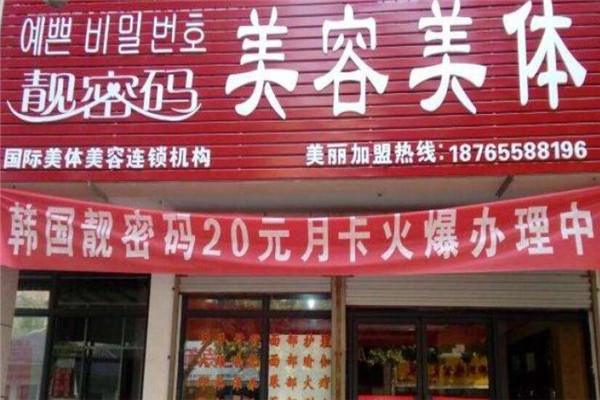 예쁜 비밀번호
靓密码
美容美体
国际美体美容连锁机构
美丽加盟热线:18765588196
韩国靓密码20元月卡火爆办理中